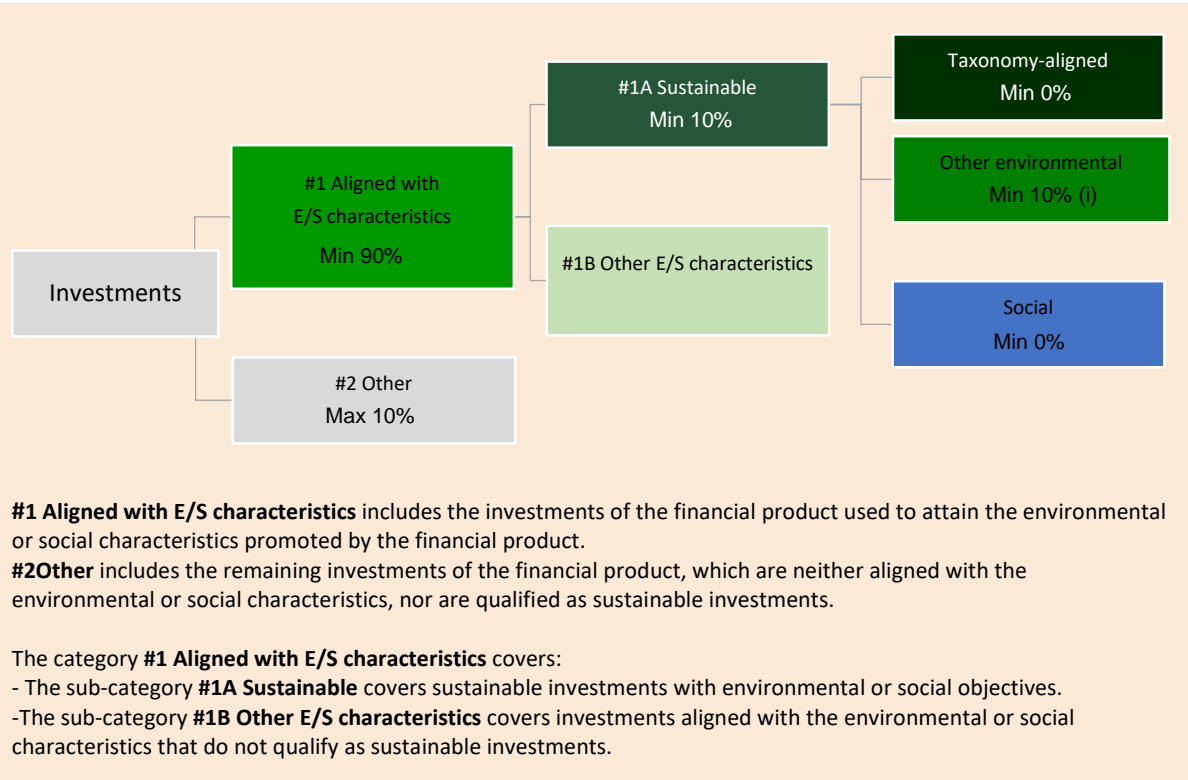 Taxonomy-aligned
Min 0%
#1A Sustainable
Min 10%
Other environmental
Min 10% (i)
#1 Aligned with
E/S characteristics
Min 90%
#1B Other E/S characteristics
Investments
Social
Min 0%
#2 Other
Max 10%
#1 Aligned with E/S characteristics includes the investments of the financial product used to attain the environmental
or social characteristics promoted by the financial product.
#2Other includes the remaining investments of the financial product, which are neither aligned with the
environmental or social characteristics, nor are qualified as sustainable investments.
The category #1 Aligned with E/S characteristics covers:
- The sub-category #1A Sustainable covers sustainable investments with environmental or social objectives.
-The sub-category #1B Other E/S characteristics covers investments aligned with the environmental or social
characteristics that do not qualify as sustainable investments.